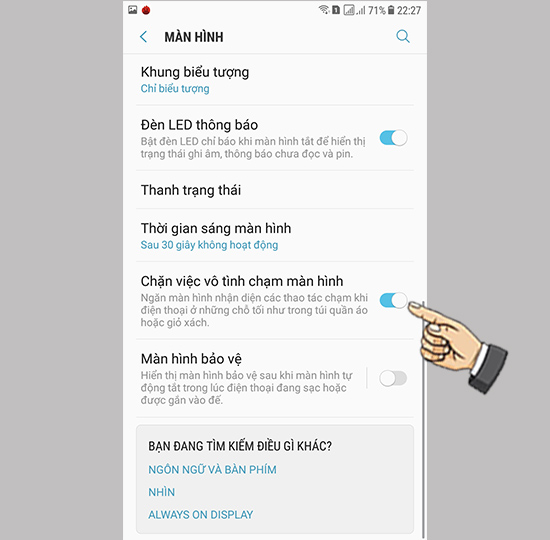 71% 22:27
MÀN HÌNH
Khung biểu tượng
Chỉ biểu tượng
Đèn LED thông báo
Bật đèn LED chỉ báo khi màn hình tắt để hiển thị
trạng thái ghi âm, thông báo chưa đọc và pin.
Thanh trạng thái
Thời gian sáng màn hình
Sau 30 giây không hoạt động
Chặn việc vô tình chạm màn hình
Ngăn màn hình nhận diện các thao tác chạm khi
điện thoại ở những chỗ tối như trong túi quần áo
hoặc giỏ xách.
Màn hình bảo vệ
Hiển thị màn hình bảo vệ sau khi màn hình tự
động tắt trong lúc điện thoại đang sạc hoặc
được gắn vào đế.
BẠN ĐANG TÌM KIẾM ĐIỀU GÌ KHÁC?
NGÔN NGỮ VÀ BÀN PHÍM
NHÌN
ALWAYS ON DISPLAY